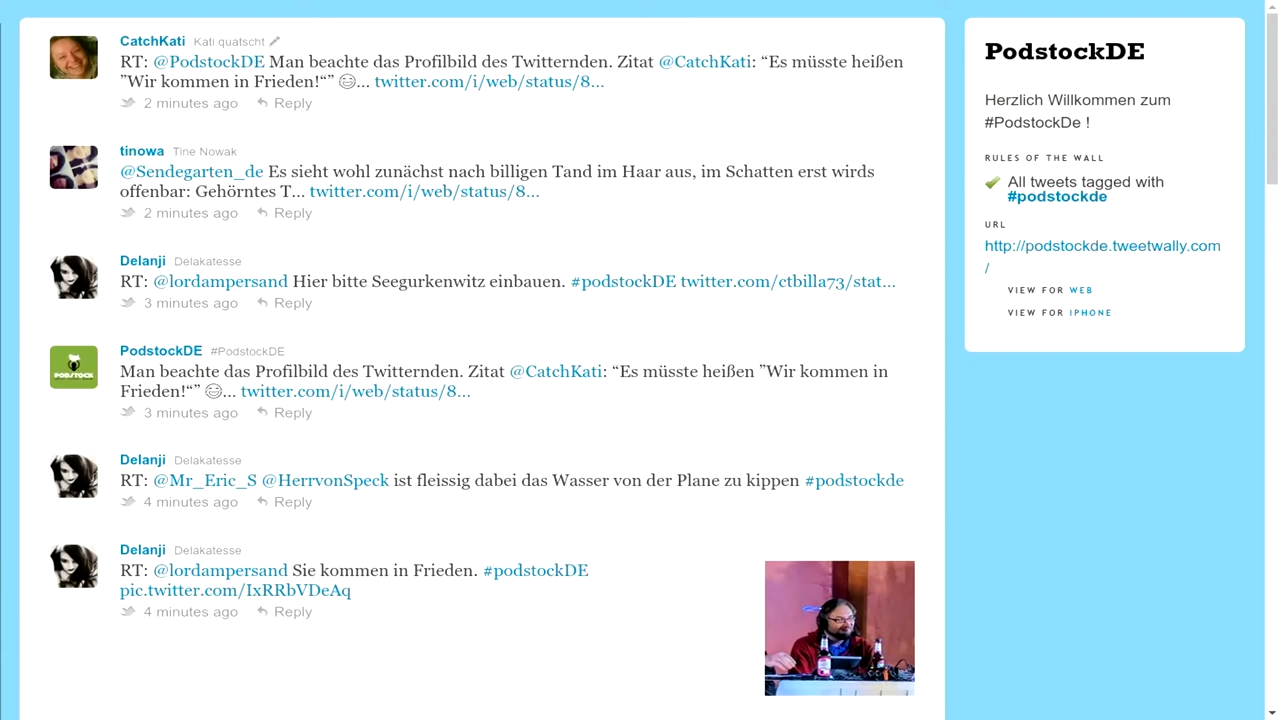 CatchKati Kati quatscht
RT: @PodstockDE Man beachte das Profilbild des Twitternden. Zitat @CatchKati: “Es müsste heißen
”Wir kommen in Frieden!“” 😄... twitter.com/i/web/status/8...
2 minutes ago Reply
tinowa Tine Nowak
@Sendegarten_de Es sieht wohl zunächst nach billigen Tand im Haar aus, im Schatten erst wirds
offenbar: Gehörntes T... twitter.com/i/web/status/8...
2 minutes ago Reply
Delanji Delakatesse
RT: @lordampersand Hier bitte Seegurkenwitz einbauen. #podstockDE twitter.com/ctbilla73/stat...
3 minutes ago Reply
PodstockDE #PodstockDE
Man beachte das Profilbild des Twitternden. Zitat @CatchKati: “Es müsste heißen ”Wir kommen in
Frieden!“” 😄... twitter.com/i/web/status/8...
3 minutes ago Reply
PODSTOCK
Delanji Delakatesse
RT: @Mr_Eric_S @HerrvonSpeck ist fleissig dabei das Wasser von der Plane zu kippen #podstockde
4 minutes ago Reply
Delanji Delakatesse
RT: @lordampersand Sie kommen in Frieden. #podstockDE
pic.twitter.com/IxRRbVDeAq
4 minutes ago Reply
PodstockDE
Herzlich Willkommen zum
#PodstockDe !
RULES OF THE WALL
All tweets tagged with
#podstockde
URL
http://podstockde.tweetwally.com
/
VIEW FOR WEB
VIEW FOR IPHONE